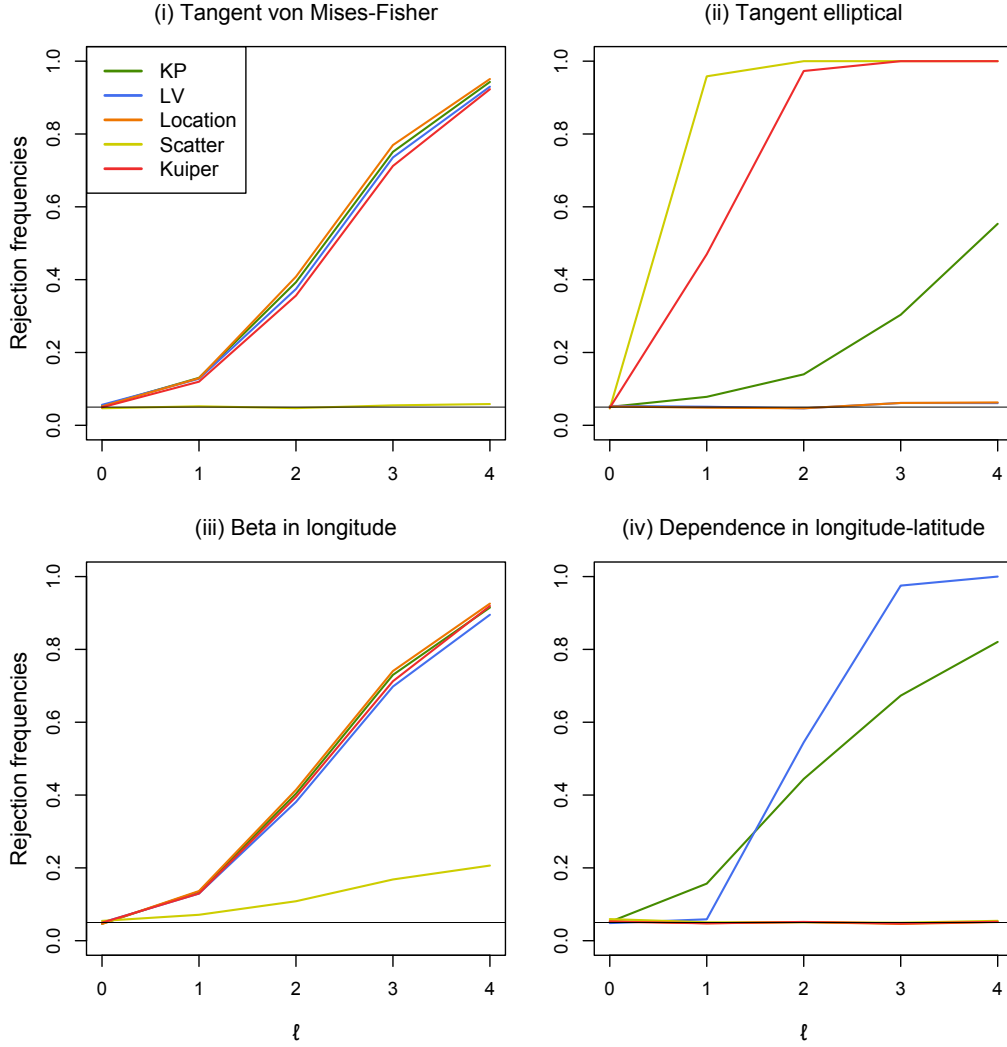 (i) Tangent von Mises-Fisher
(ii) Tangent elliptical
KP
LV
Location
Scatter
Kuiper
Rejection frequencies
0.0 0.2 0.4 0.6 0.8 1.0
0 1 2 3 4
0.0 0.2 0.4 0.6 0.8 1.0
0 1 2 3 4
(iii) Beta in longitude
(iv) Dependence in longitude-latitude
Rejection frequencies
0.0 0.2 0.4 0.6 0.8 1.0
0 1 2 3 4
ℓ
0.0 0.2 0.4 0.6 0.8 1.0
0 1 2 3 4
ℓ